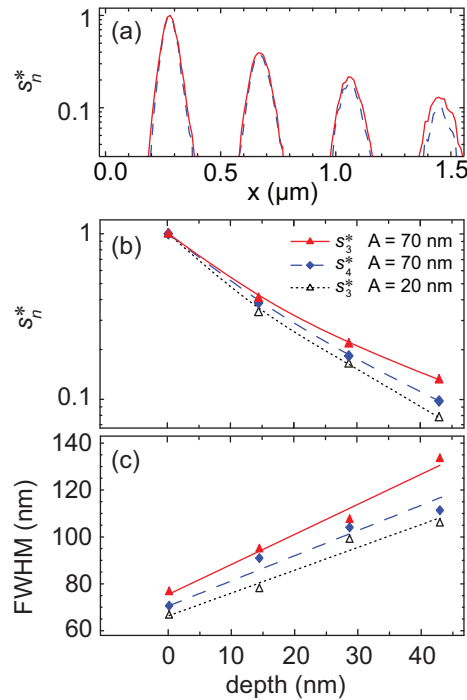 (a)
s*n
0.1
0.0 0.5 1.0 1.5
x (μm)
(b)
1
s*3 A = 70 nm
s*4 A = 70 nm
s*3 A = 20 nm
s*n
0.1
(c)
140
120
100
80
60
FWHM (nm)
0 10 20 30 40
depth (nm)